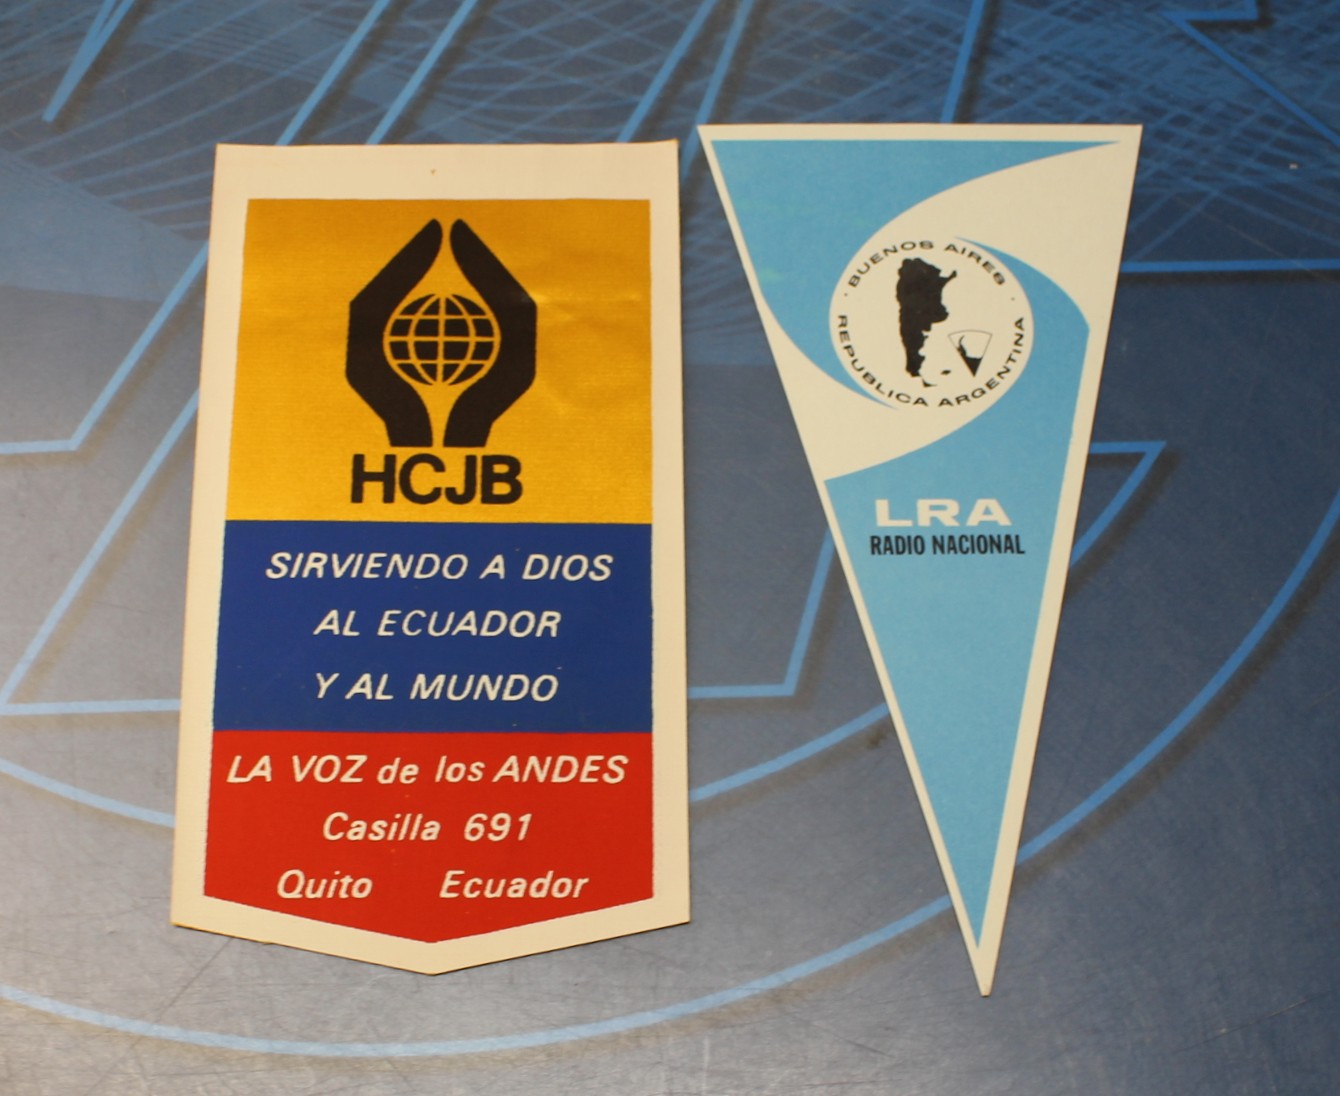 HCJB
SIRVIENDO A DIOS
AL ECUADOR
Y AL MUNDO
LA VOZ de los ANDES
Casilla 691
Quito Ecuador
· BUENOS AIRES ·
REPUBLICA ARGENTINA
LRA
RADIO NACIONAL